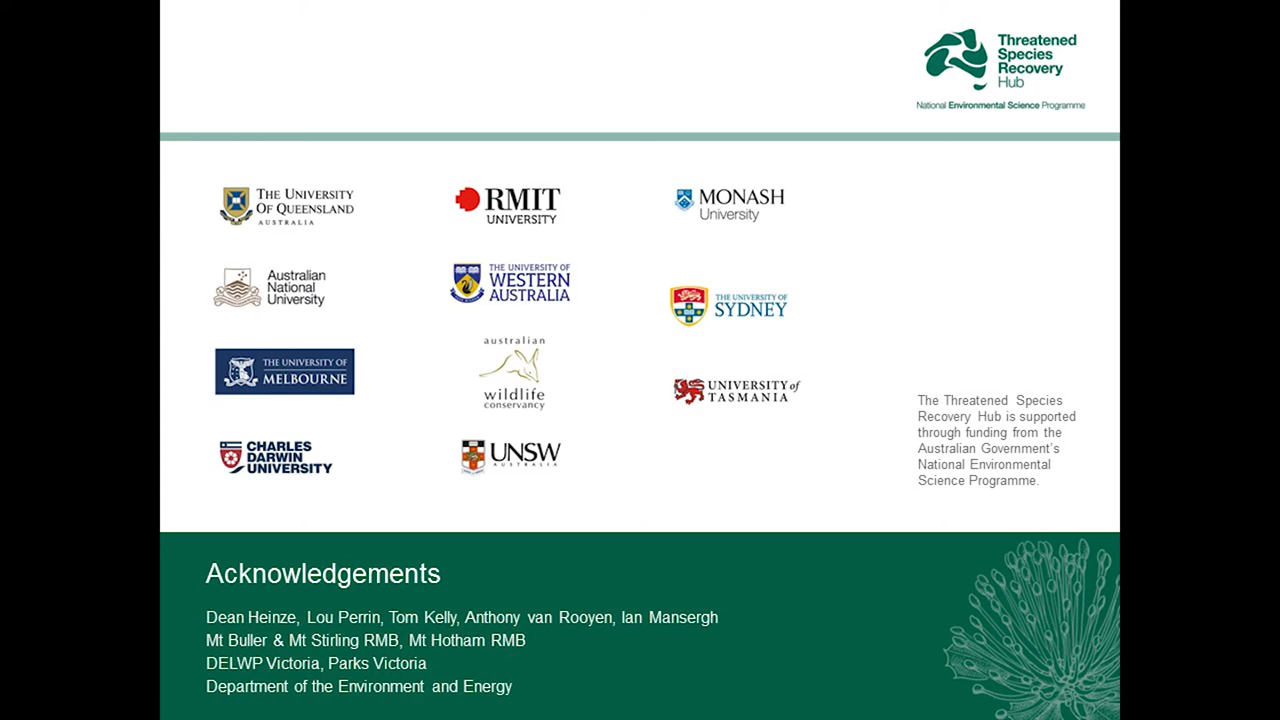 Threatened
Species
Recovery
Hub
National Environmental Science Programme
THE UNIVERSITY
OF QUEENSLAND
AUSTRALIA
RMIT
UNIVERSITY
MONASH
University
Australian
National
University
THE UNIVERSITY OF
WESTERN
AUSTRALIA
THE UNIVERSITY OF
SYDNEY
THE UNIVERSITY OF
MELBOURNE
australian
wildlife
conservancy
UNIVERSITY of
TASMANIA
CHARLES
DARWIN
UNIVERSITY
UNSW
AUSTRALIA
The Threatened Species
Recovery Hub is supported
through funding from the
Australian Government's
National Environmental
Science Programme.
Acknowledgements
Dean Heinze, Lou Perrin, Tom Kelly, Anthony van Rooyen, Ian Mansergh
Mt Buller & Mt Stirling RMB, Mt Hotham RMB
DELWP Victoria, Parks Victoria
Department of the Environment and Energy